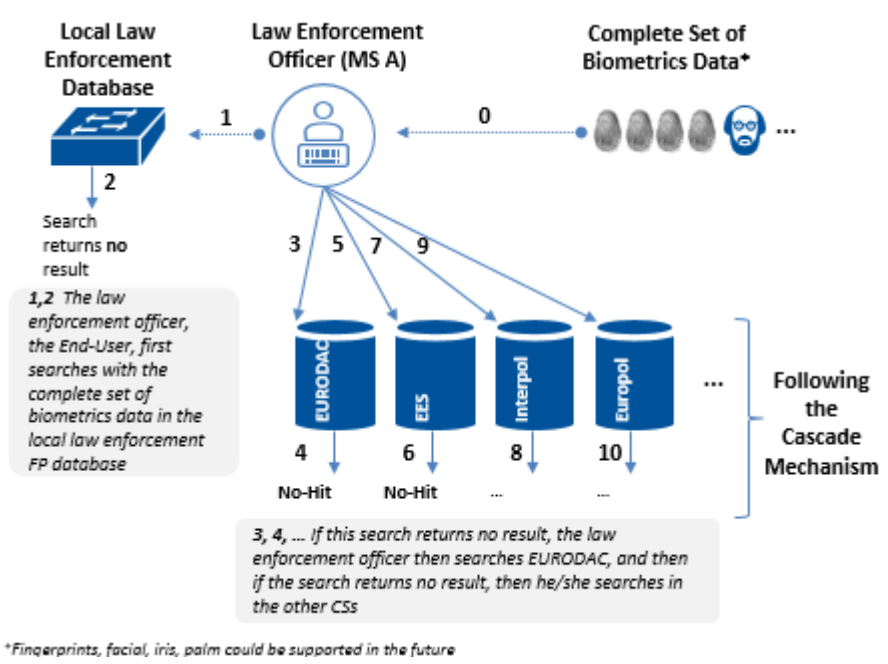 Local Law
Enforcement
Database
Law Enforcement
Officer (MS A)
Complete Set of
Biometrics Data*
1
0
...
2
Search
returns no
result
3
5
7
9
1,2 The law
enforcement officer,
the End-User, first
searches with the
complete set of
biometrics data in the
local law enforcement
FP database
EURODAC
EES
Interpol
Europol
...
Following
the
Cascade
Mechanism
4
6
8
10
No-Hit
No-Hit
...
...
3, 4, ... If this search returns no result, the law
enforcement officer then searches EURODAC, and then
if the search returns no result, then he/she searches in
the other CSs
*Fingerprints, facial, iris, palm could be supported in the future